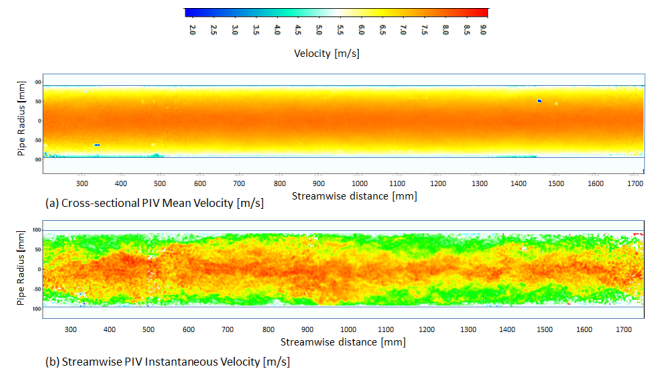 2.0 2.5 3.0 3.5 4.0 4.5 5.0 5.5 6.0 6.5 7.0 7.5 8.0 8.5 9.0
Velocity [m/s]
Pipe Radius [mm]
00
50
0
50
00
300 400 500 600 700 800 900 1000 1100 1200 1300 1400 1500 1600 1700
Streamwise distance [mm]
(a) Cross-sectional PIV Mean Velocity [m/s]
Pipe Radius [mm]
100
50
0
50
100
300 400 500 600 700 800 900 1000 1100 1200 1300 1400 1500 1600 1700
Streamwise distance [mm]
(b) Streamwise PIV Instantaneous Velocity [m/s]